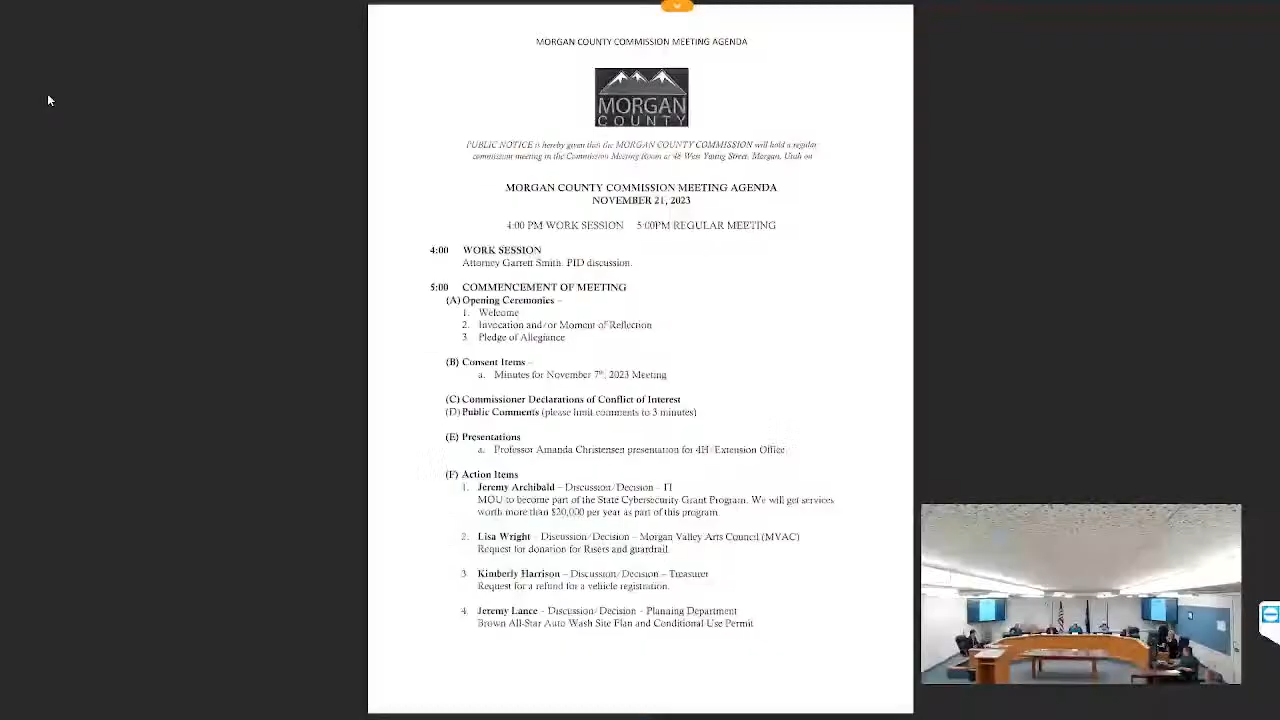 MORGAN COUNTY COMMISSION MEETING AGENDA
MORGAN
COUNTY
PUBLIC NOTICE is hereby given that the MORGAN COUNTY COMMISSION will hold a regular
commission meeting in the Commission Meeting Room at 48 West Young Street, Morgan, Utah on
MORGAN COUNTY COMMISSION MEETING AGENDA
NOVEMBER 21, 2023
4:00 PM WORK SESSION 5:00PM REGULAR MEETING
4:00 WORK SESSION
Attorney Garrett Smith. PID discussion.
5:00 COMMENCEMENT OF MEETING
(A) Opening Ceremonies –
1. Welcome
2. Invocation and/or Moment of Reflection
3. Pledge of Allegiance
(B) Consent Items –
a. Minutes for November 7th, 2023 Meeting
(C) Commissioner Declarations of Conflict of Interest
(D) Public Comments (please limit comments to 3 minutes)
(E) Presentations
a. Professor Amanda Christensen presentation for 4H/Extension Office
(F) Action Items
1. Jeremy Archibald – Discussion/Decision – IT
MOU to become part of the State Cybersecurity Grant Program. We will get services
worth more than $20,000 per year as part of this program.
2. Lisa Wright – Discussion/Decision – Morgan Valley Arts Council (MVAC)
Request for donation for Risers and guardrail.
3. Kimberly Harrison – Discussion/Decision – Treasurer
Request for a refund for a vehicle registration.
4. Jeremy Lance – Discussion/Decision – Planning Department
Brown All-Star Auto Wash Site Plan and Conditional Use Permit